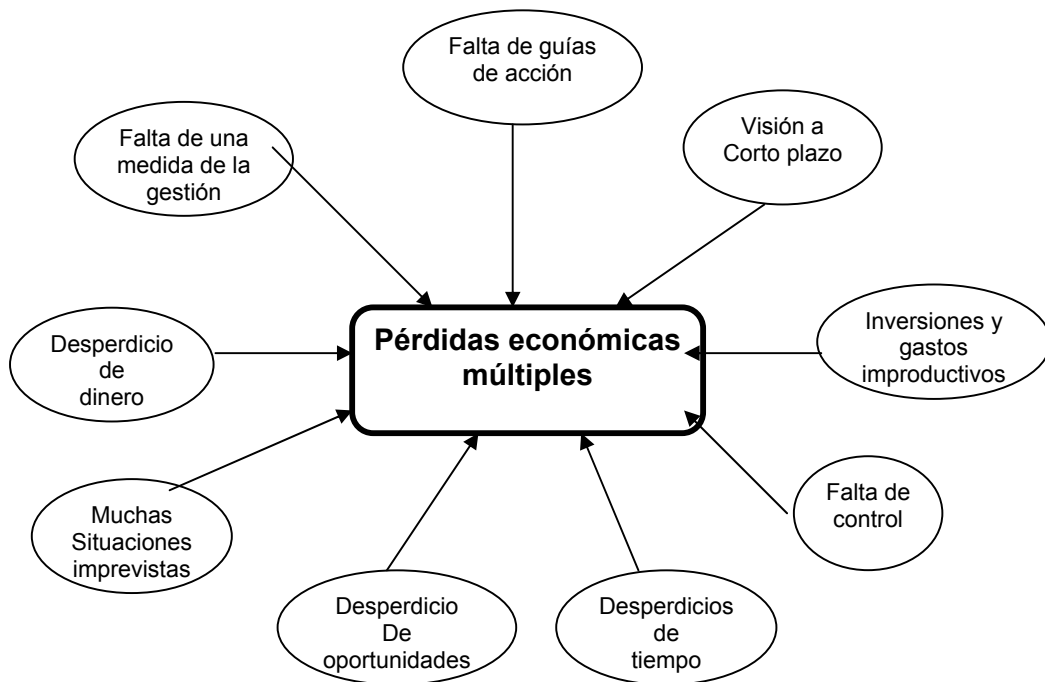 Falta de guías
de acción
Visión a
Corto plazo
Falta de una
medida de la
gestión
Pérdidas económicas
múltiples
Inversiones y
gastos
improductivos
Desperdicio
de
dinero
Falta de
control
Muchas
Situaciones
imprevistas
Desperdicio
De
oportunidades
Desperdicios
de
tiempo